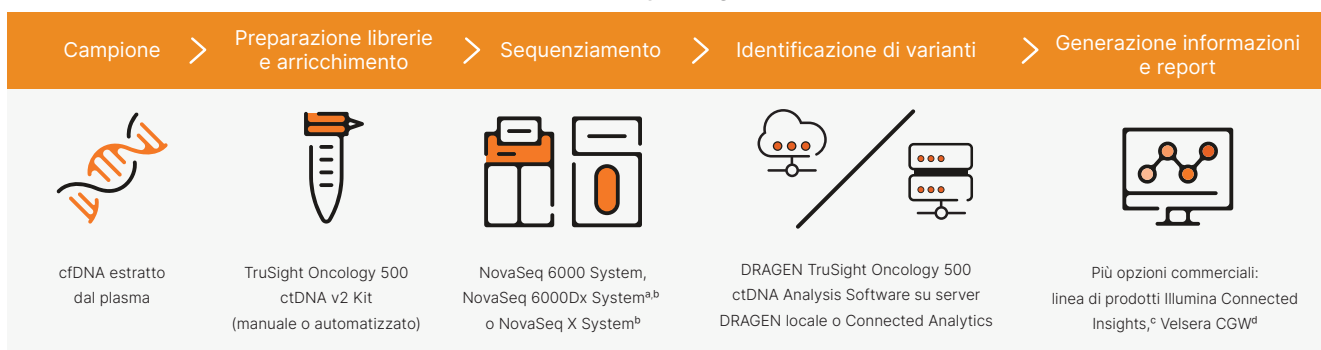 Campione
Preparazione librerie
e arricchimento
Sequenziamento
Identificazione di varianti
Generazione informazioni
e report
cfDNA estratto
dal plasma
TruSight Oncology 500
ctDNA v2 Kit
(manuale o automatizzato)
NovaSeq 6000 System,
NovaSeq 6000Dx Systemᵃ,ᵇ
o NovaSeq X Systemᵇ
DRAGEN TruSight Oncology 500
ctDNA Analysis Software su server
DRAGEN locale o Connected Analytics
Più opzioni commerciali:
linea di prodotti Illumina Connected
Insights,ᶜ Velsera CGWᵈ